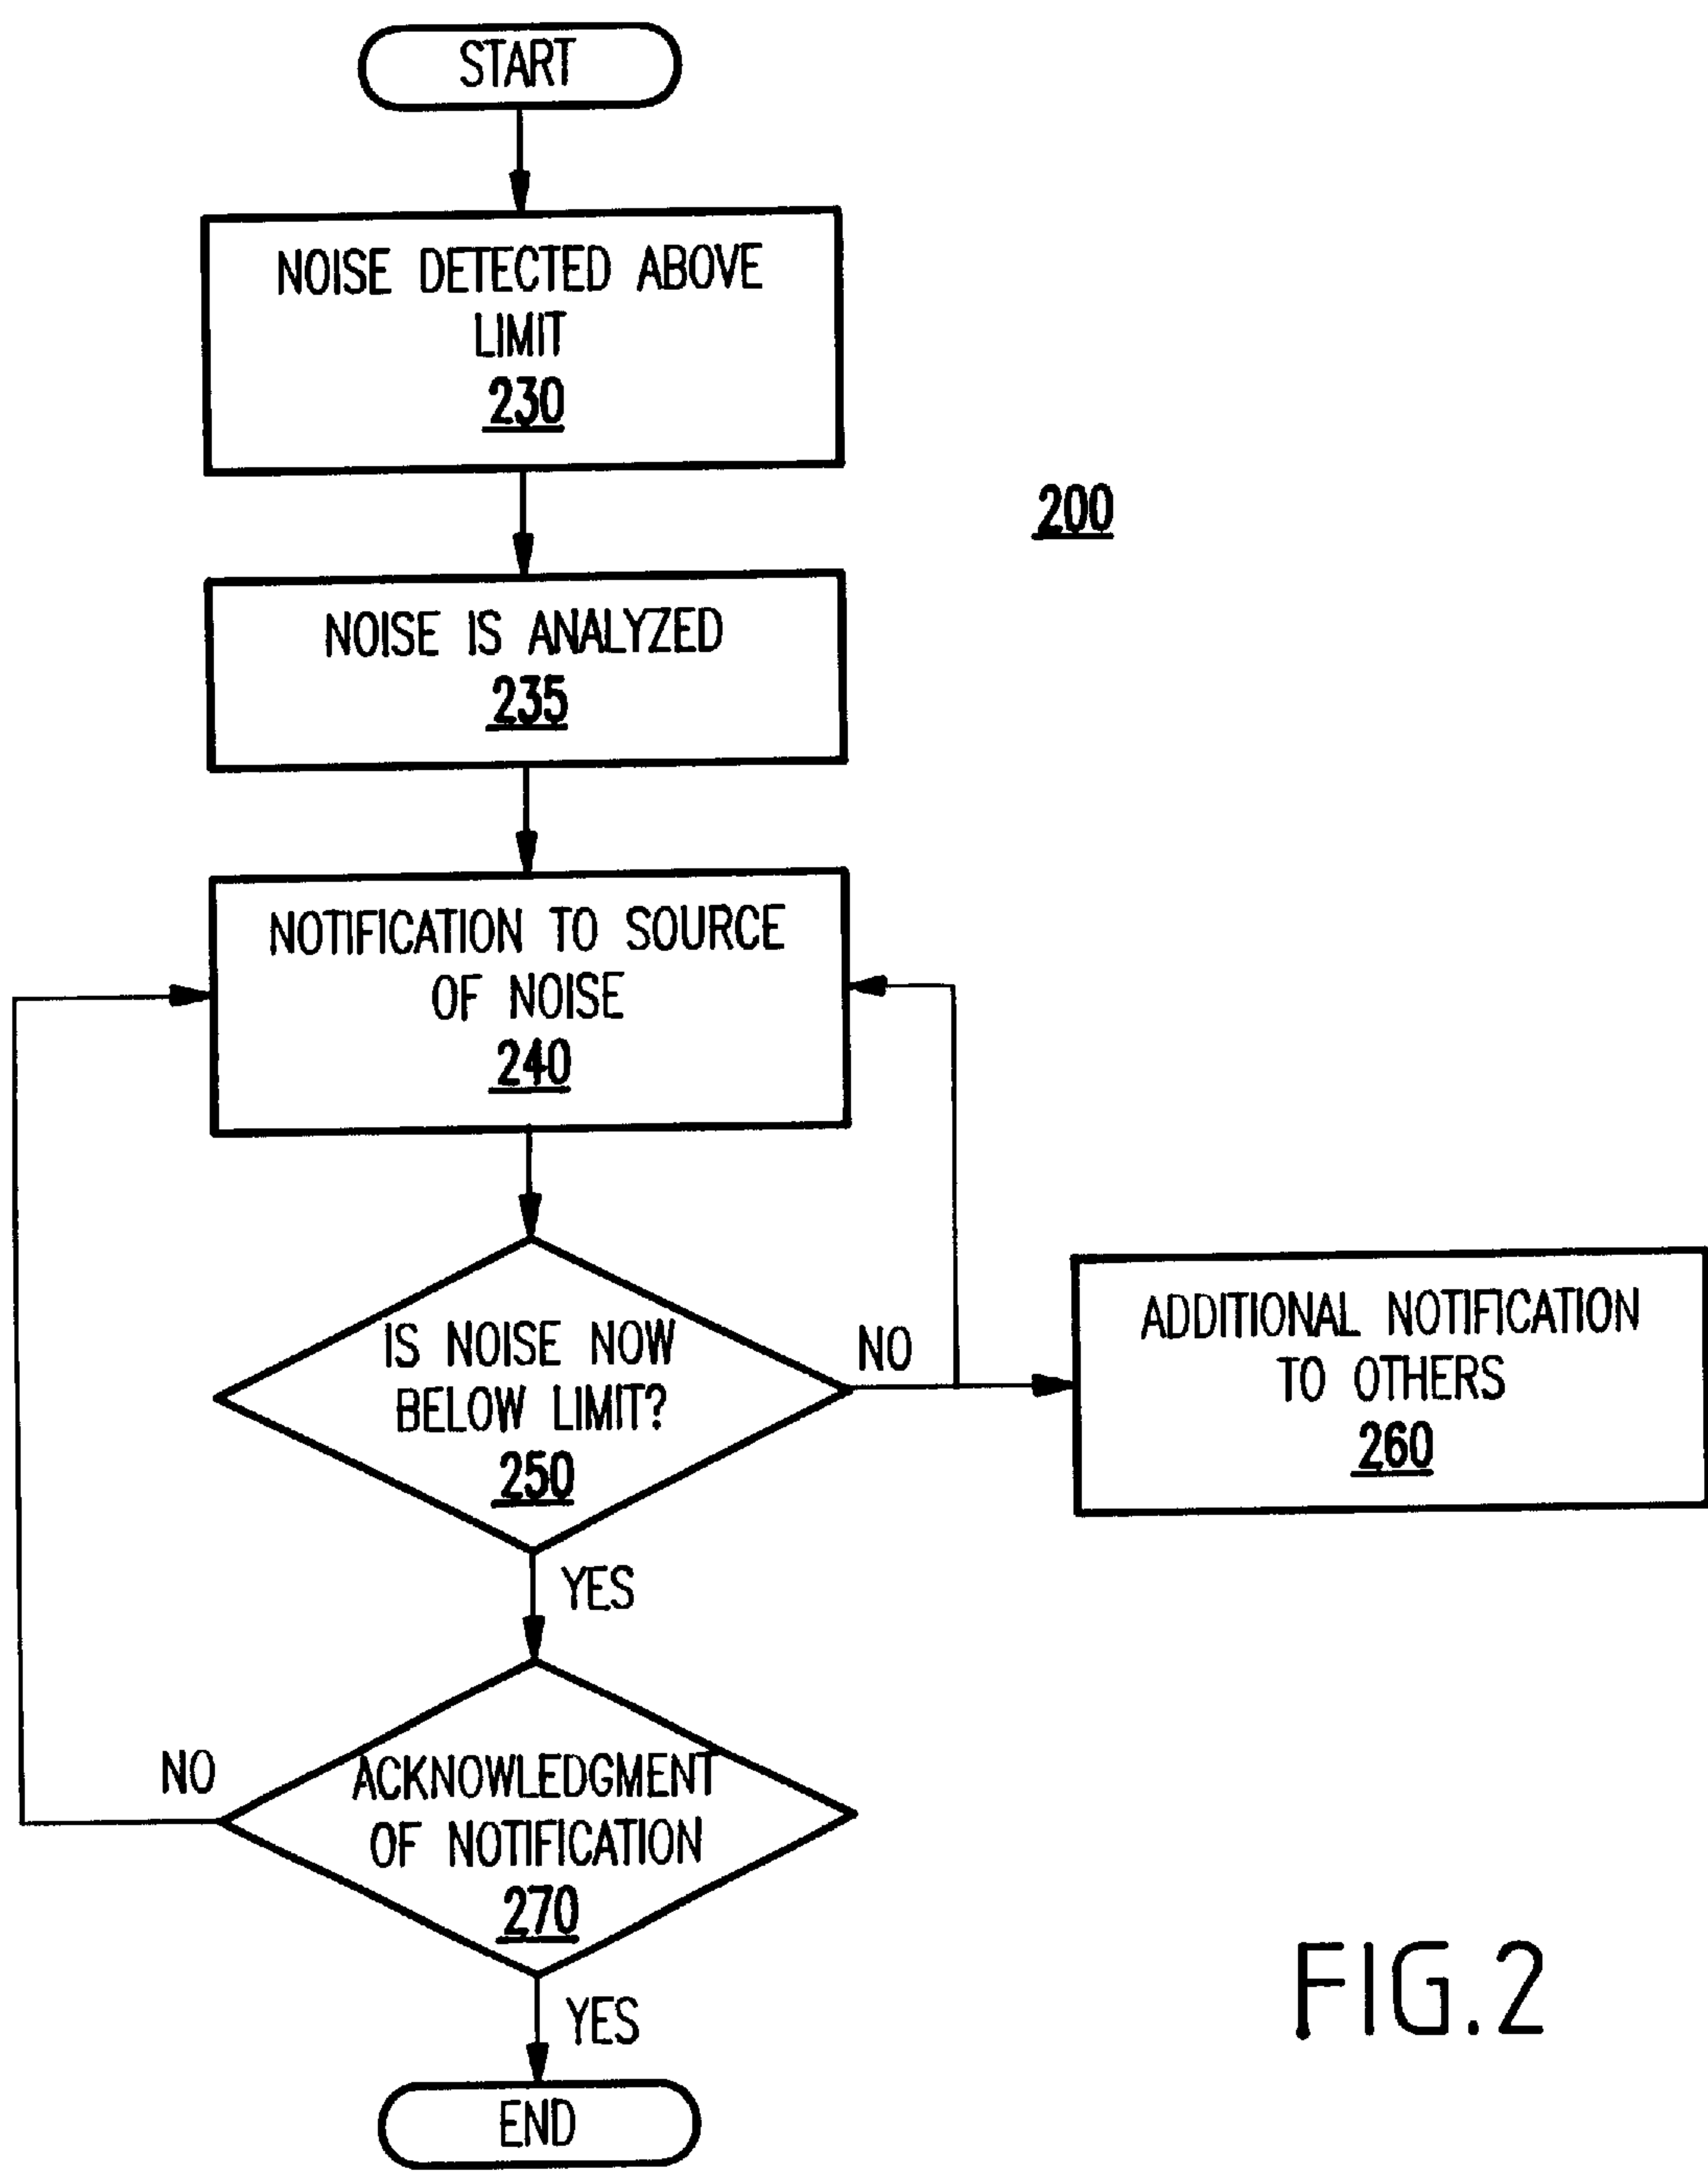 START
NOISE DETECTED ABOVE
LIMIT
230
200
NOISE IS ANALYZED
235
NOTIFICATION TO SOURCE
OF NOISE
240
IS NOISE NOW
BELOW LIMIT?
250
NO
ADDITIONAL NOTIFICATION
TO OTHERS
260
YES
NO
ACKNOWLEDGMENT
OF NOTIFICATION
270
YES
END
FIG.2